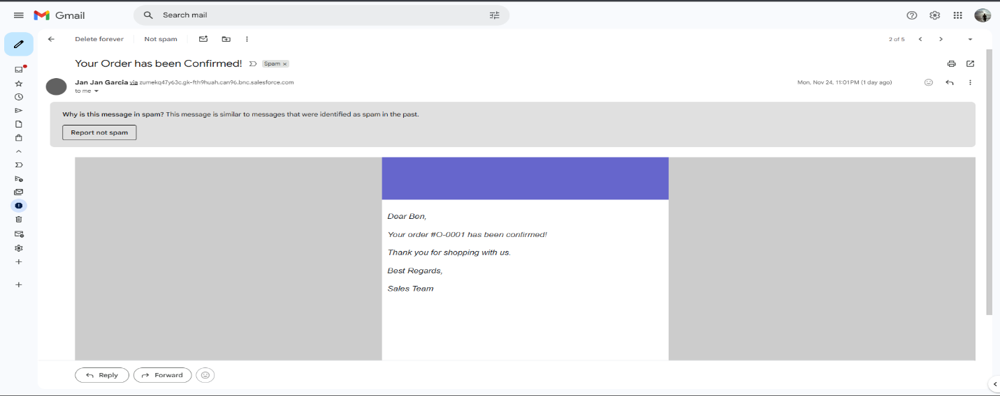 Gmail
Search mail
Delete forever
Not spam
2 of 5
Your Order has been Confirmed!
Spam ×
Jan Jan Garcia via zumekq47y63c.gk-fth9huah.can96.bnc.salesforce.com
Mon, Nov 24, 11:01 PM (1 day ago)
to me
Why is this message in spam? This message is similar to messages that were identified as spam in the past.
Report not spam
Dear Ben,
Your order #O-0001 has been confirmed!
Thank you for shopping with us.
Best Regards,
Sales Team
Reply
Forward